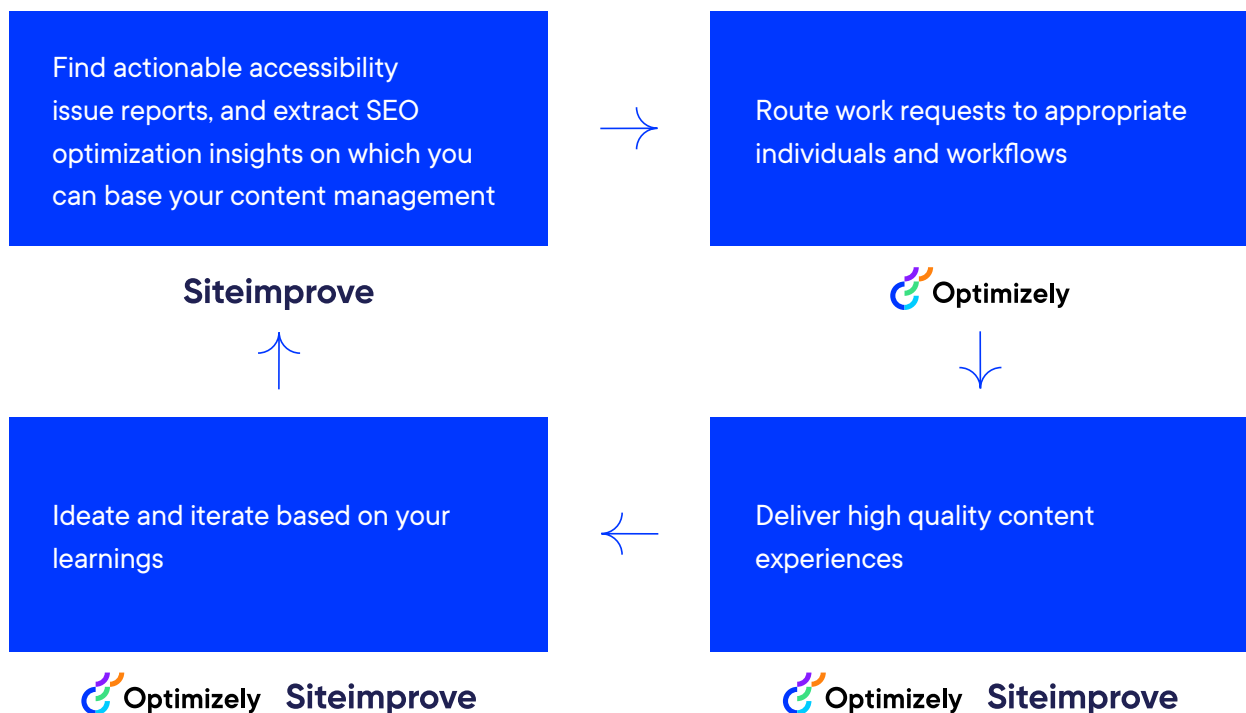 Find actionable accessibility
issue reports, and extract SEO
optimization insights on which you
can base your content management
Siteimprove
Route work requests to appropriate
individuals and workflows
Optimizely
Ideate and iterate based on your
learnings
Optimizely Siteimprove
Deliver high quality content
experiences
Optimizely Siteimprove